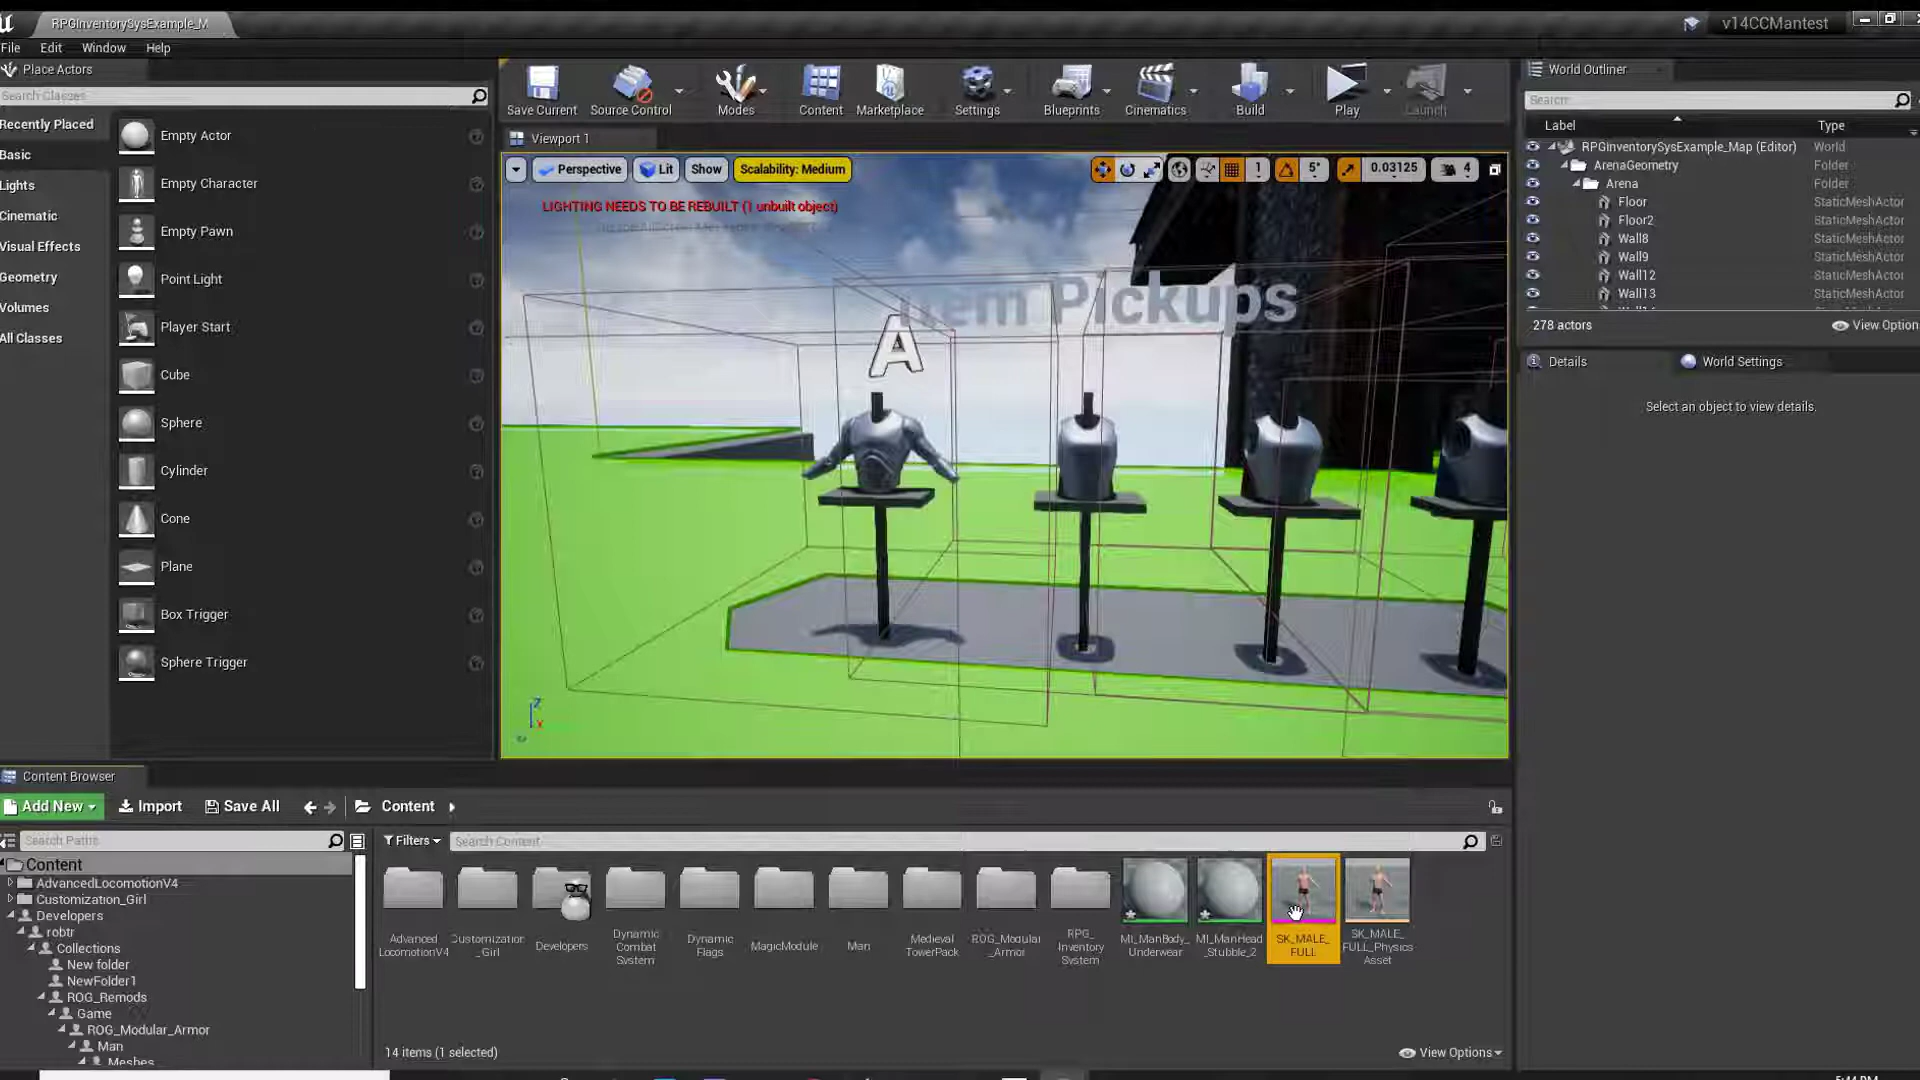 RPGInventorySysExample_M
v14CCMantest
File Edit Window Help
Place Actors
Search Classes
Recently Placed
Basic
Lights
Cinematic
Visual Effects
Geometry
Volumes
All Classes
Empty Actor
Empty Character
Empty Pawn
Point Light
Player Start
Cube
Sphere
Cylinder
Cone
Plane
Box Trigger
Sphere Trigger
Save Current Source Control Modes Content Marketplace Settings Blueprints Cinematics Build Play Launch
Viewport 1
Perspective Lit Show Scalability: Medium 1 5° 0.03125 4
LIGHTING NEEDS TO BE REBUILT (1 unbuilt object)
Item Pickups
A
Z
Y
World Outliner
Search
Label Type
RPGInventorySysExample_Map (Editor) World
ArenaGeometry Folder
Arena Folder
Floor StaticMeshActor
Floor2 StaticMeshActor
Wall8 StaticMeshActor
Wall9 StaticMeshActor
Wall12 StaticMeshActor
Wall13 StaticMeshActor
278 actors View Option
Details World Settings
Select an object to view details.
Content Browser
Add New Import Save All Content
Search Paths
Filters Search Content
Content
AdvancedLocomotionV4
Customization_Girl
Developers
robtr
Collections
New folder
NewFolder1
ROG_Remods
Game
ROG_Modular_Armor
Man
Meshes
Advanced
LocomotionV4
Customization
_Girl
Developers
Dynamic
Combat
System
Dynamic
Flags
MagicModule
Man
Medieval
TowerPack
ROG_Modular
_Armor
RPG_
Inventory
System
MI_ManBody_
Underwear
MI_ManHead
_Stubble_2
SK_MALE_
FULL
SK_MALE_
FULL_Physics
Asset
14 items (1 selected) View Options